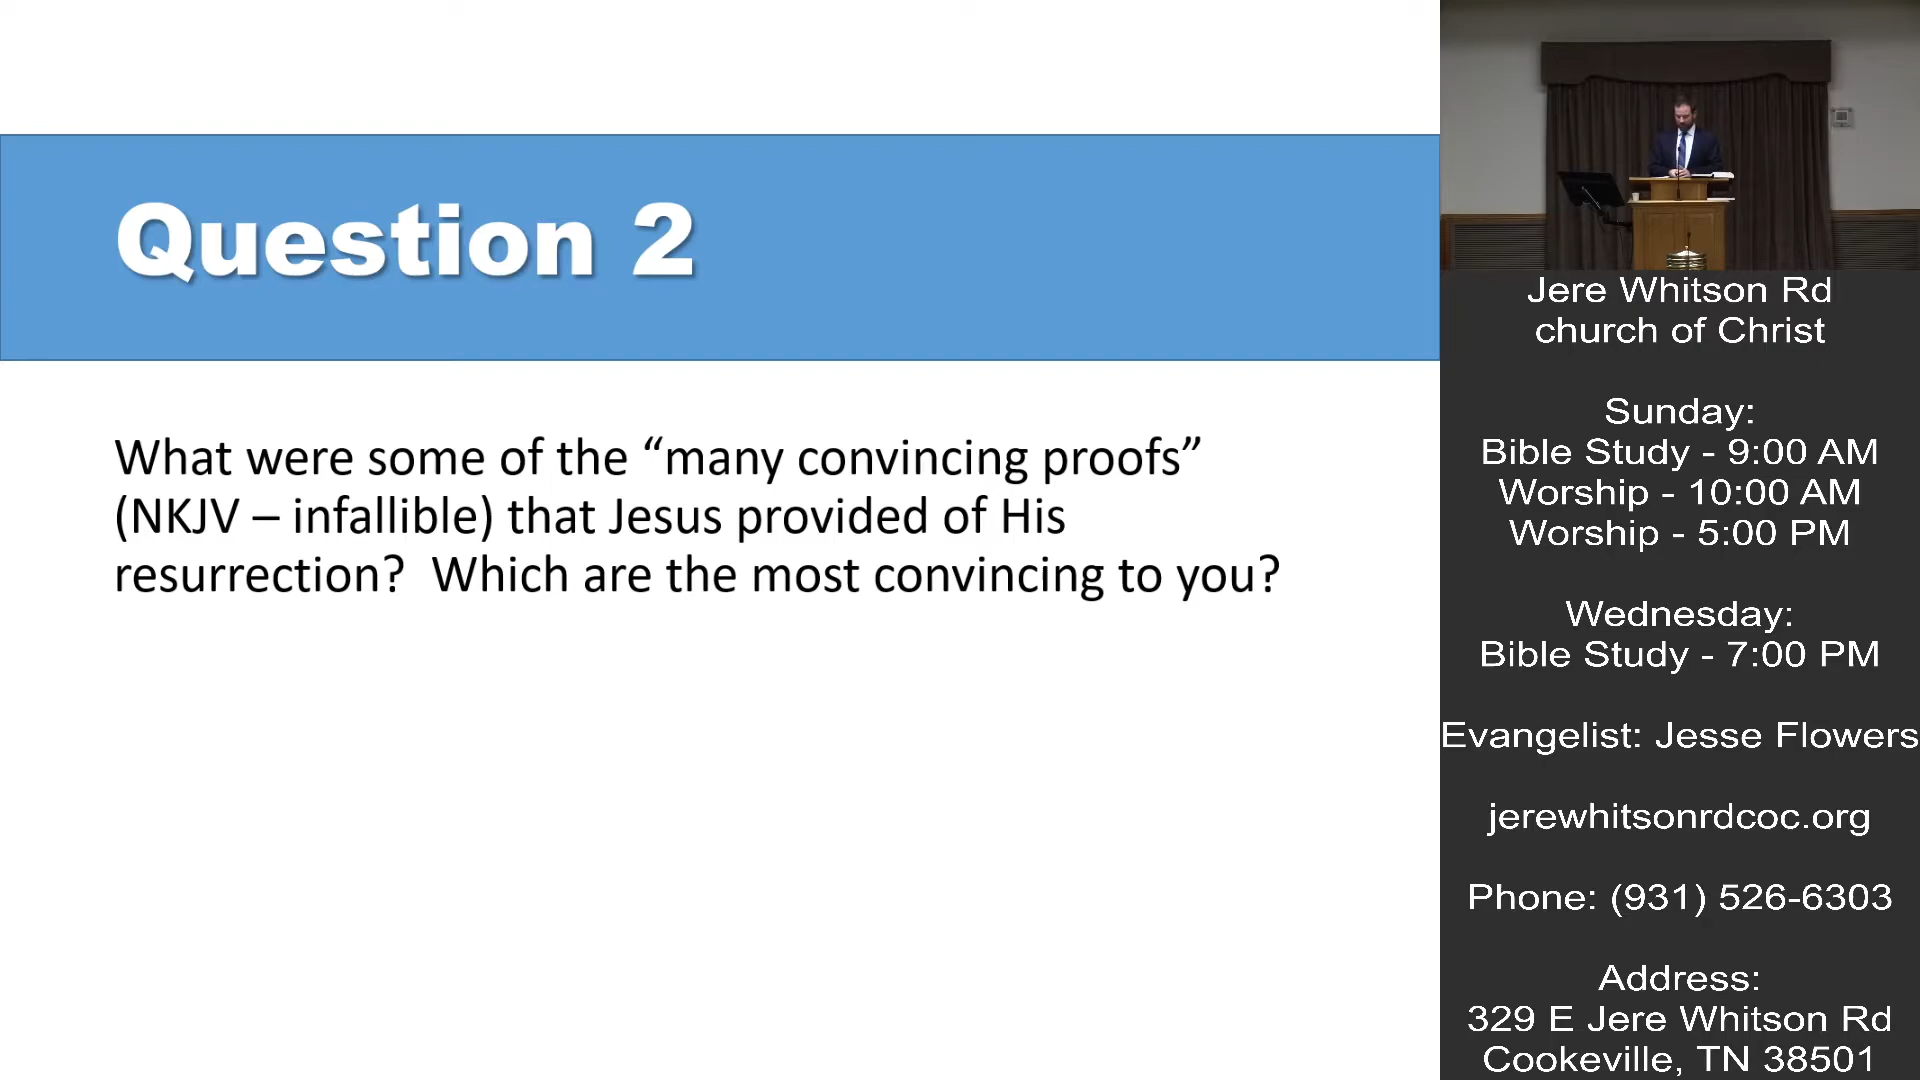 Question 2
What were some of the “many convincing proofs”
(NKJV – infallible) that Jesus provided of His
resurrection?  Which are the most convincing to you?
Jere Whitson Rd
church of Christ
Sunday:
Bible Study - 9:00 AM
Worship - 10:00 AM
Worship - 5:00 PM
Wednesday:
Bible Study - 7:00 PM
Evangelist: Jesse Flowers
jerewhitsonrdcoc.org
Phone: (931) 526-6303
Address:
329 E Jere Whitson Rd
Cookeville, TN 38501